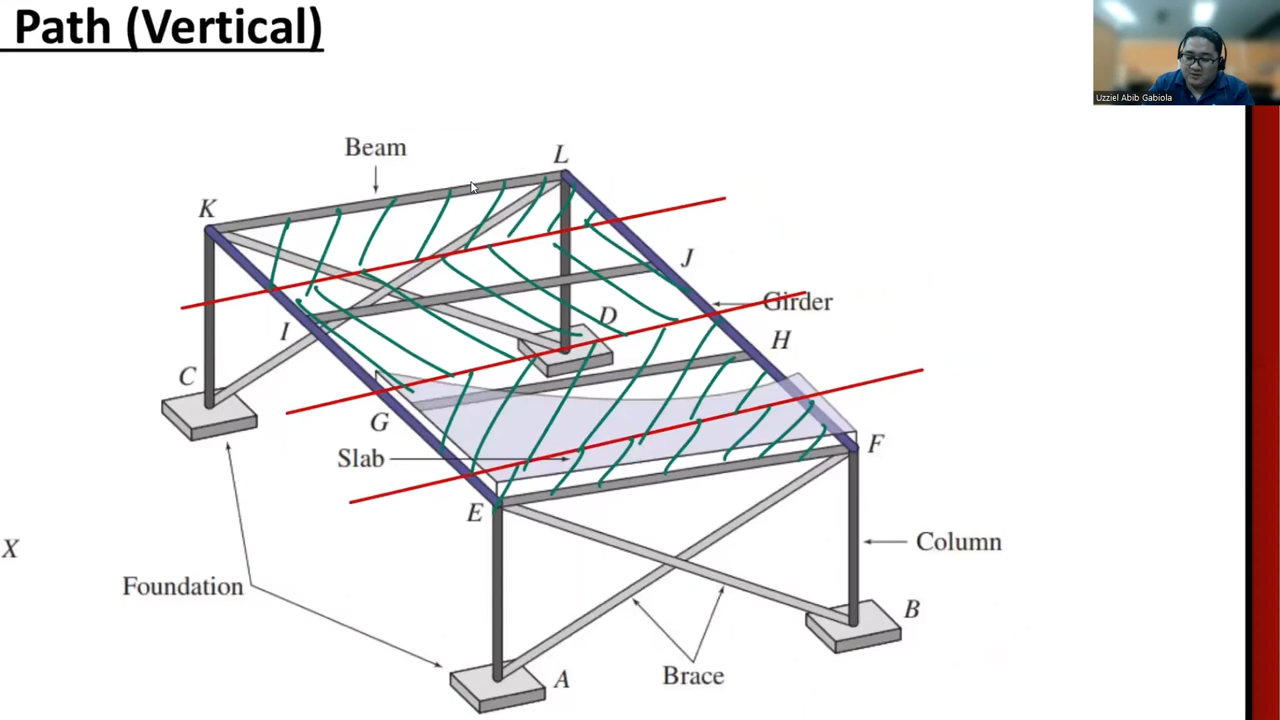 Path (Vertical)
Uzziel Abib Gabiola
Beam
L
K
J
Girder
I
D
H
C
G
F
Slab
E
X
Column
Foundation
B
A
Brace